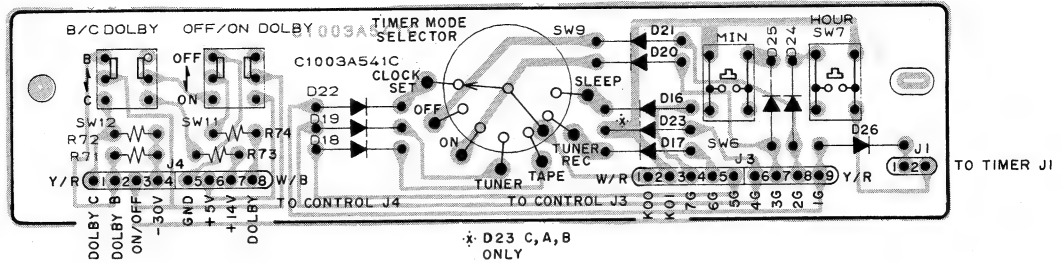 B/C DOLBY
OFF/ON DOLBY
TIMER MODE
SELECTOR
C1003A541C
C1003A541C
CLOCK
SET
OFF
ON
TUNER
TAPE
TUNER
REC
SLEEP
B
C
OFF
ON
SW12
SW11
R72
R71
R74
R73
D22
D19
D18
SW9
D21
D20
D16
D23
D17
MIN
SW6
D25
D24
HOUR
SW7
D26
J1
1 2
TO TIMER J1
J4
Y/R 1 2 3 4 5 6 7 8 W/B
DOLBY C
DOLBY B
ON/OFF
-30V
GND
+5V
+14V
DOLBY
TO CONTROL J4
TO CONTROL J3
J3
W/R 1 2 3 4 5 6 7 8 9 Y/R
KO0
KO1
7G
6G
5G
4G
3G
2G
1G
·x· D23 C,A,B
ONLY